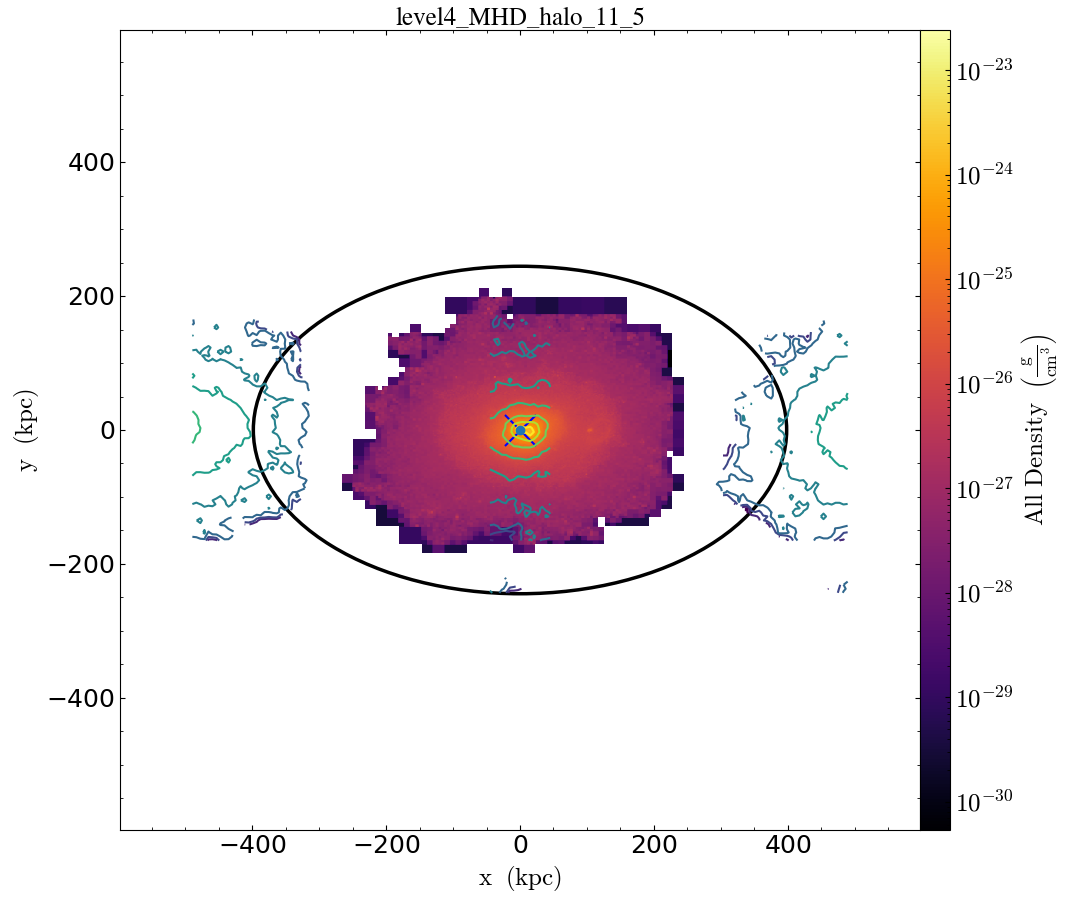 level4_MHD_halo_11_5
400
200
0
−200
−400
y (kpc)
−400 −200 0 200 400
x (kpc)
10^{−23}
10^{−24}
10^{−25}
10^{−26}
10^{−27}
10^{−28}
10^{−29}
10^{−30}
All Density (g/cm^3)